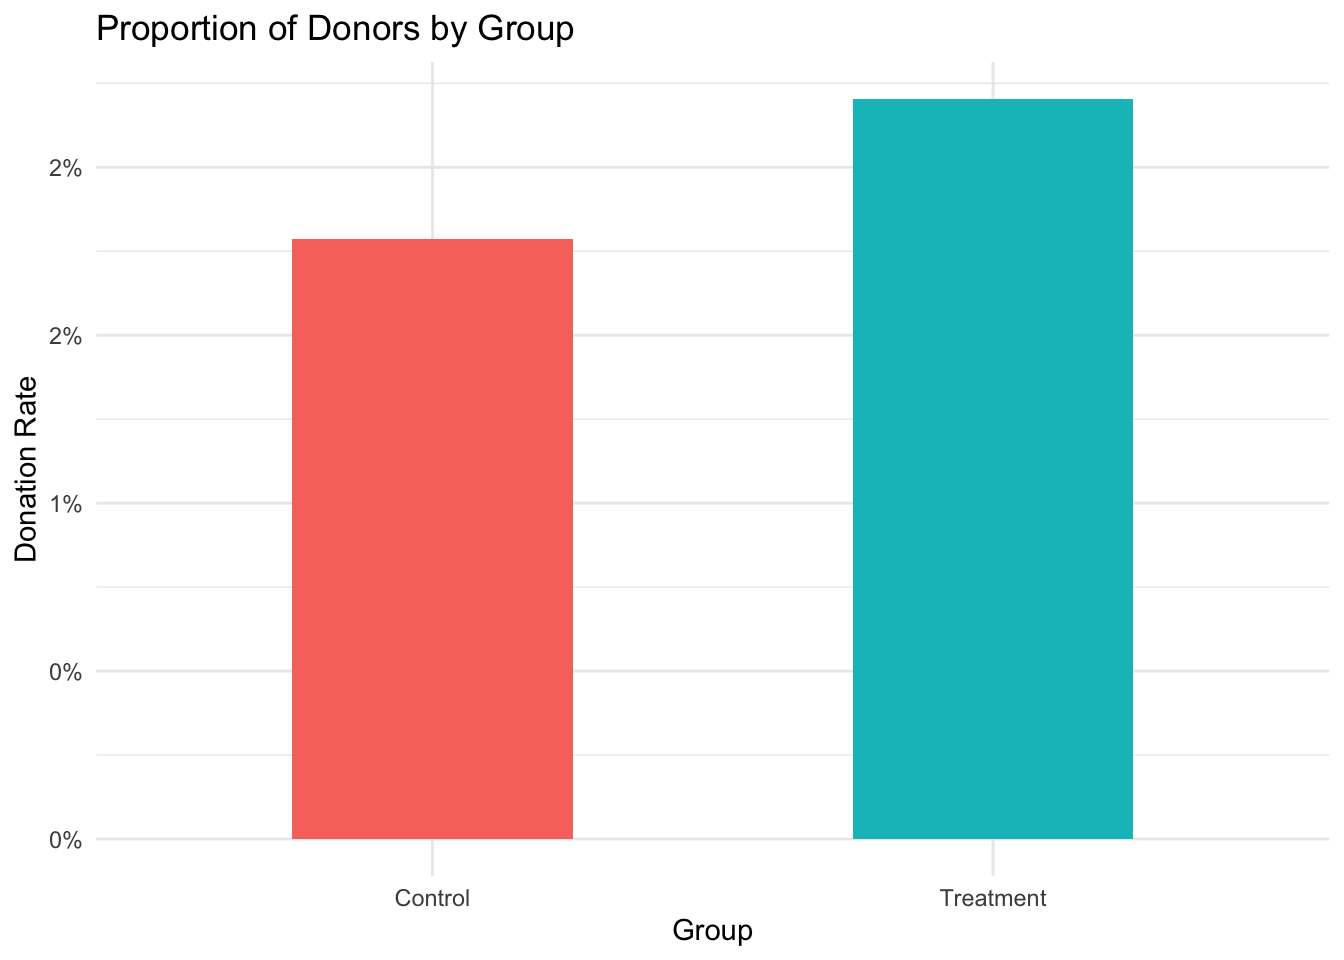 Proportion of Donors by Group
Donation Rate
2%
2%
1%
0%
0%
Control
Treatment
Group